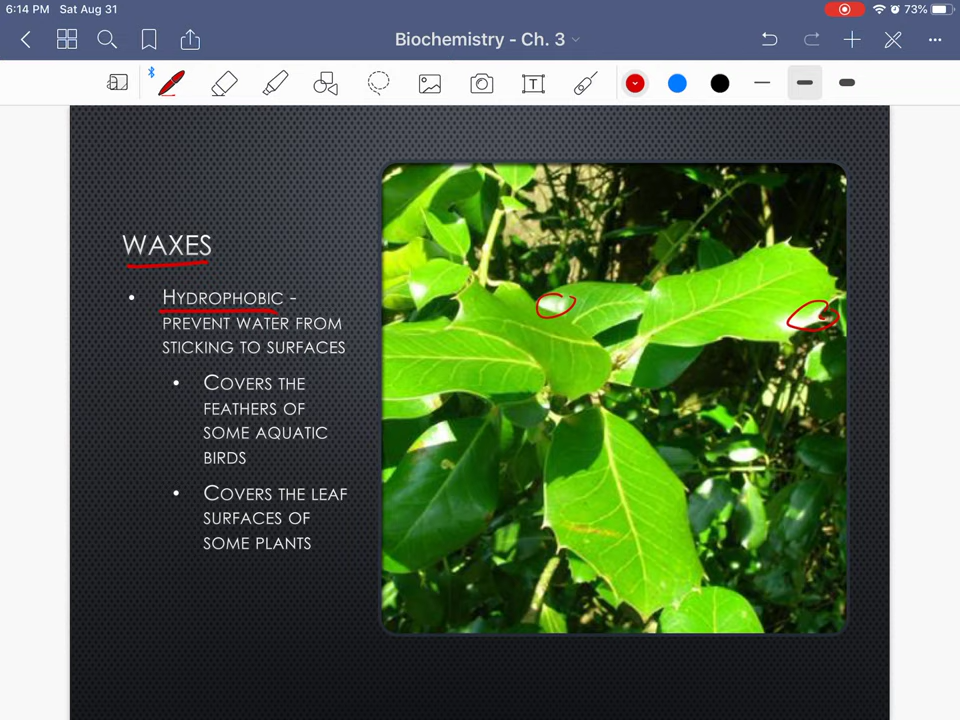 6:14 PM Sat Aug 31
73%
Biochemistry - Ch. 3
T
WAXES
• HYDROPHOBIC -
PREVENT WATER FROM
STICKING TO SURFACES
• COVERS THE
FEATHERS OF
SOME AQUATIC
BIRDS
• COVERS THE LEAF
SURFACES OF
SOME PLANTS